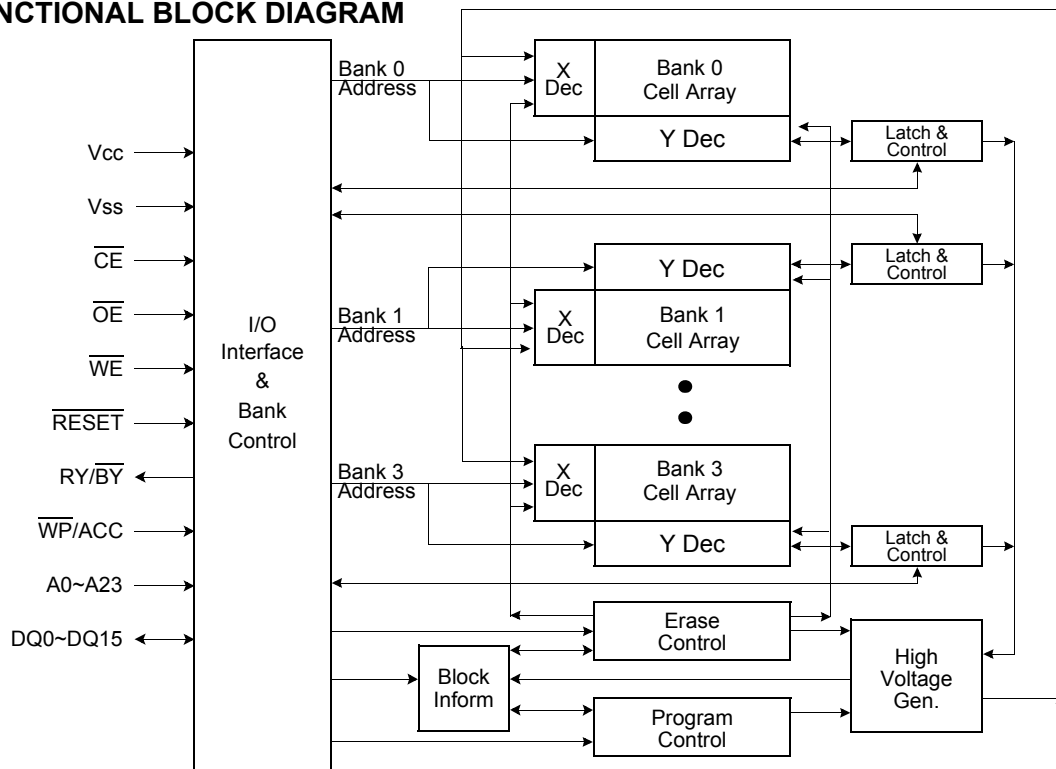 NCTIONAL BLOCK DIAGRAM
Vcc
Vss
CE
OE
WE
RESET
RY/BY
WP/ACC
A0~A23
DQ0~DQ15
I/O
Interface
&
Bank
Control
Bank 0
Address
X
Dec
Bank 0
Cell Array
Y Dec
Latch &
Control
Bank 1
Address
Y Dec
X
Dec
Bank 1
Cell Array
Latch &
Control
Bank 3
Address
X
Dec
Bank 3
Cell Array
Y Dec
Latch &
Control
Erase
Control
Block
Inform
Program
Control
High
Voltage
Gen.